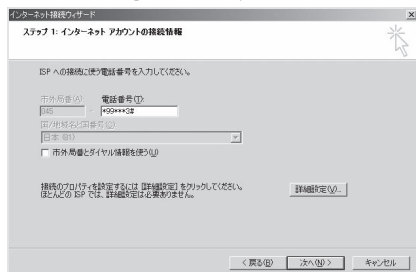 インターネット接続ウィザード
ステップ 1: インターネット アカウントの接続情報
ISP への接続に使う電話番号を入力してください。
市外局番(A) 電話番号(T):
045 - *99***3#
国/地域名と国番号(C)
日本 (81)
市外局番とダイヤル情報を使う(U)
接続のプロパティを設定するには [詳細設定] をクリックしてください。
ほとんどの ISP では、詳細設定は必要ありません。
詳細設定(V)...
< 戻る(B) 次へ(N) > キャンセル